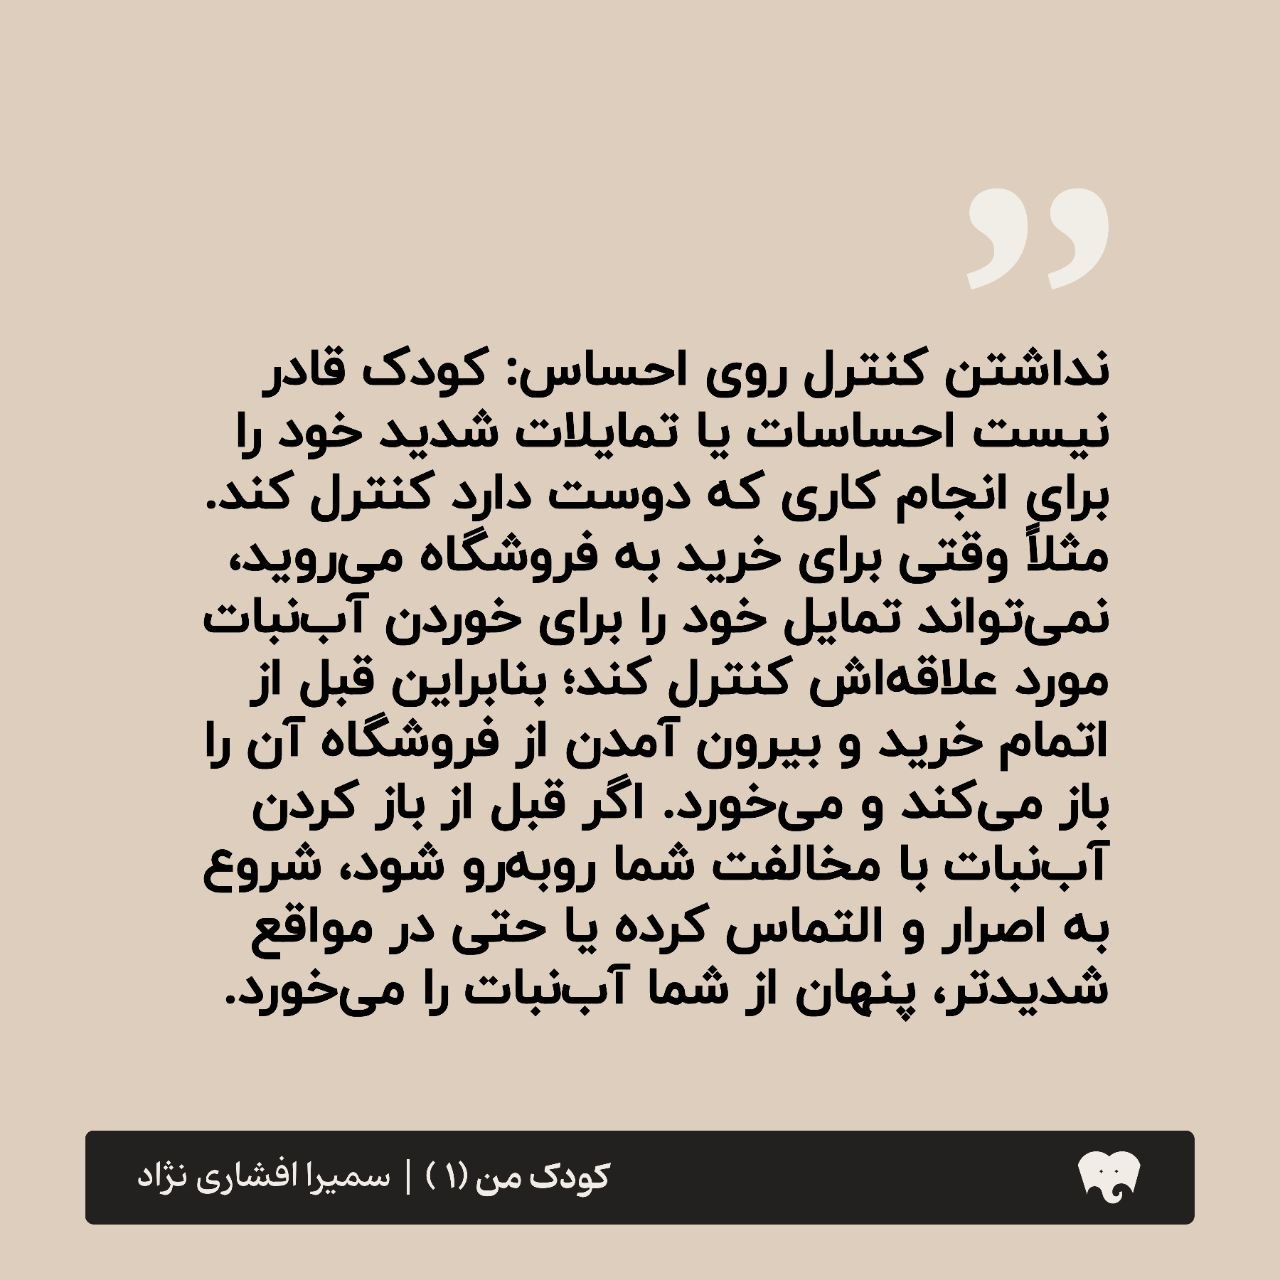 ”
نداشتن کنترل روی احساس: کودک قادر
نیست احساسات یا تمایلات شدید خود را
برای انجام کاری که دوست دارد کنترل کند.
مثلاً وقتی برای خرید به فروشگاه می‌روید،
نمی‌تواند تمایل خود را برای خوردن آب‌نبات
مورد علاقه‌اش کنترل کند؛ بنابراین قبل از
اتمام خرید و بیرون آمدن از فروشگاه آن را
باز می‌کند و می‌خورد. اگر قبل از باز کردن
آب‌نبات با مخالفت شما روبه‌رو شود، شروع
به اصرار و التماس کرده یا حتی در مواقع
شدیدتر، پنهان از شما آب‌نبات را می‌خورد.
کودک من (۱) | سمیرا افشاری نژاد